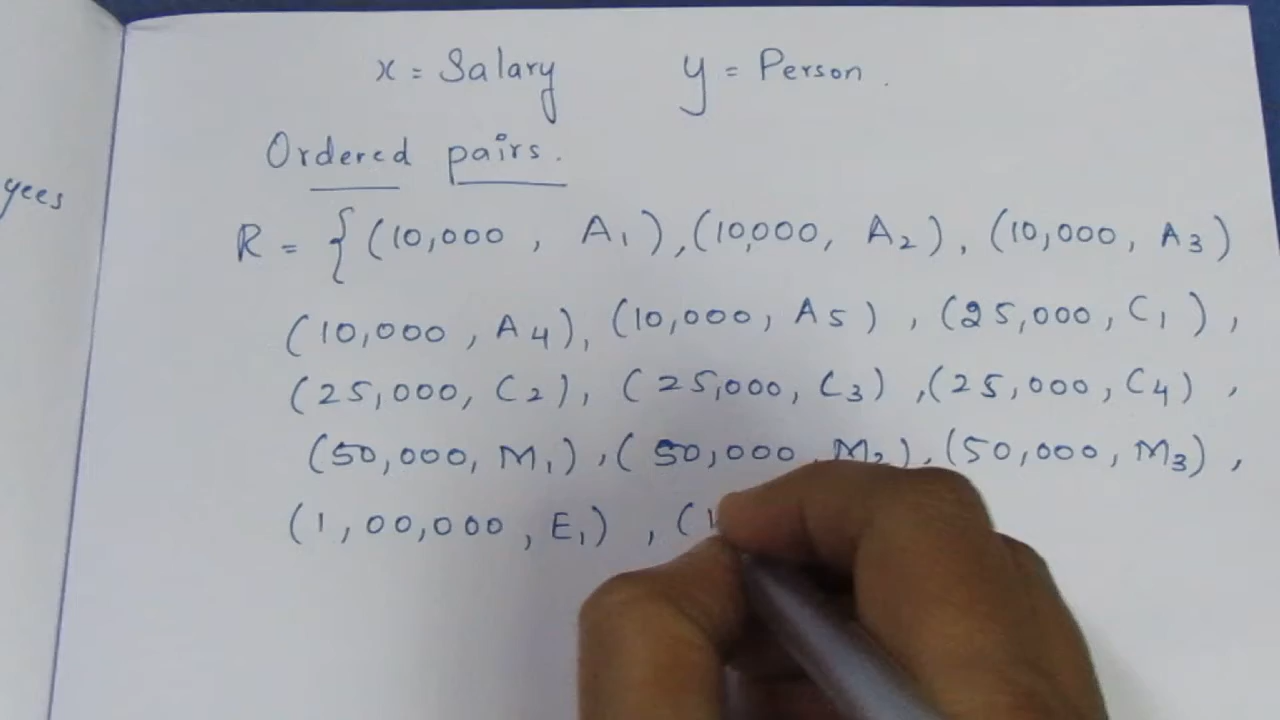 x = Salary y = Person.
Ordered pairs.
yees
R = {(10,000, A1),(10,000, A2), (10,000, A3)
(10,000, A4), (10,000, A5), (25,000, C1),
(25,000, C2), (25,000, C3),(25,000, C4),
(50,000, M1),(50,000, M2),(50,000, M3),
(1,00,000, E1), (1